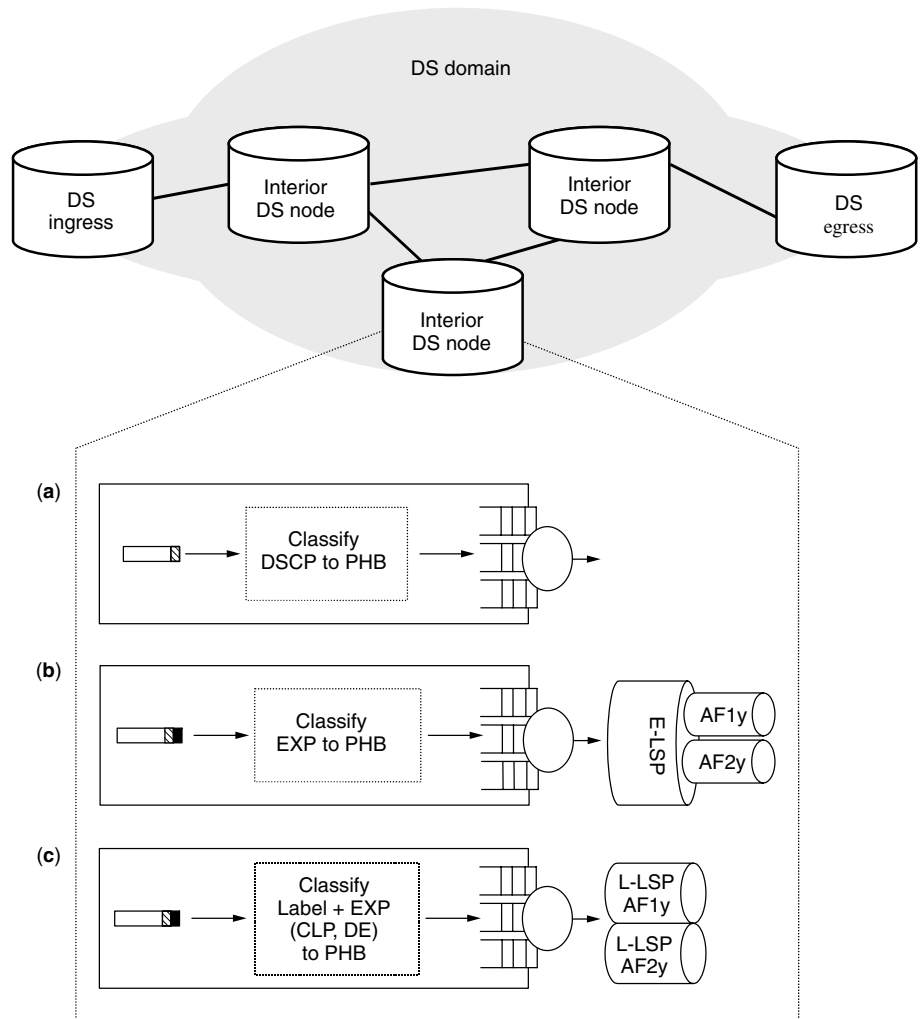 DS domain
DS
ingress
Interior
DS node
Interior
DS node
DS
egress
Interior
DS node
(a)
Classify
DSCP to PHB
(b)
Classify
EXP to PHB
E-LSP
AF1y
AF2y
(c)
Classify
Label + EXP
(CLP, DE)
to PHB
L-LSP
AF1y
L-LSP
AF2y